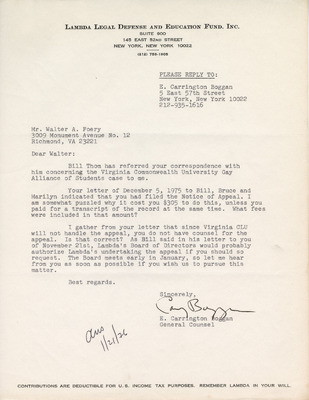 LAMBDA LEGAL DEFENSE AND EDUCATION FUND, INC.
SUITE 200
145 EAST 52ND STREET
NEW YORK, NEW YORK 10022
(212) 758-1905
PLEASE REPLY TO:
E. Carrington Boggan
5 East 57th Street
New York, New York 10022
212-935-1616
Mr. Walter A. Foery
3009 Monument Avenue No. 12
Richmond, VA 23221
Dear Walter:
Bill Thom has referred your correspondence with
him concerning the Virginia Commonwealth University Gay
Alliance of Students case to me.
Your letter of December 5, 1975 to Bill, Bruce and
Marilyn indicated that you had filed the Notice of Appeal. I
am somewhat puzzled why it cost you $305 to do this, unless you
paid for a transcript of the record at the same time. What fees
were included in that amount?
I gather from your letter that since Virginia CLU
will not handle the appeal, you do not have counsel for the
appeal. Is that correct? As Bill said in his letter to you
of November 21st, Lambda's Board of Directors would probably
authorize Lambda's undertaking the appeal if you should so
request. The Board meets early in January, so let me hear
from you as soon as possible if you wish us to pursue this
matter.
Best regards.
Sincerely,
E. Carrington Boggan
General Counsel
ans
1/21/76
CONTRIBUTIONS ARE DEDUCTIBLE FOR U.S. INCOME TAX PURPOSES. REMEMBER LAMBDA IN YOUR WILL.